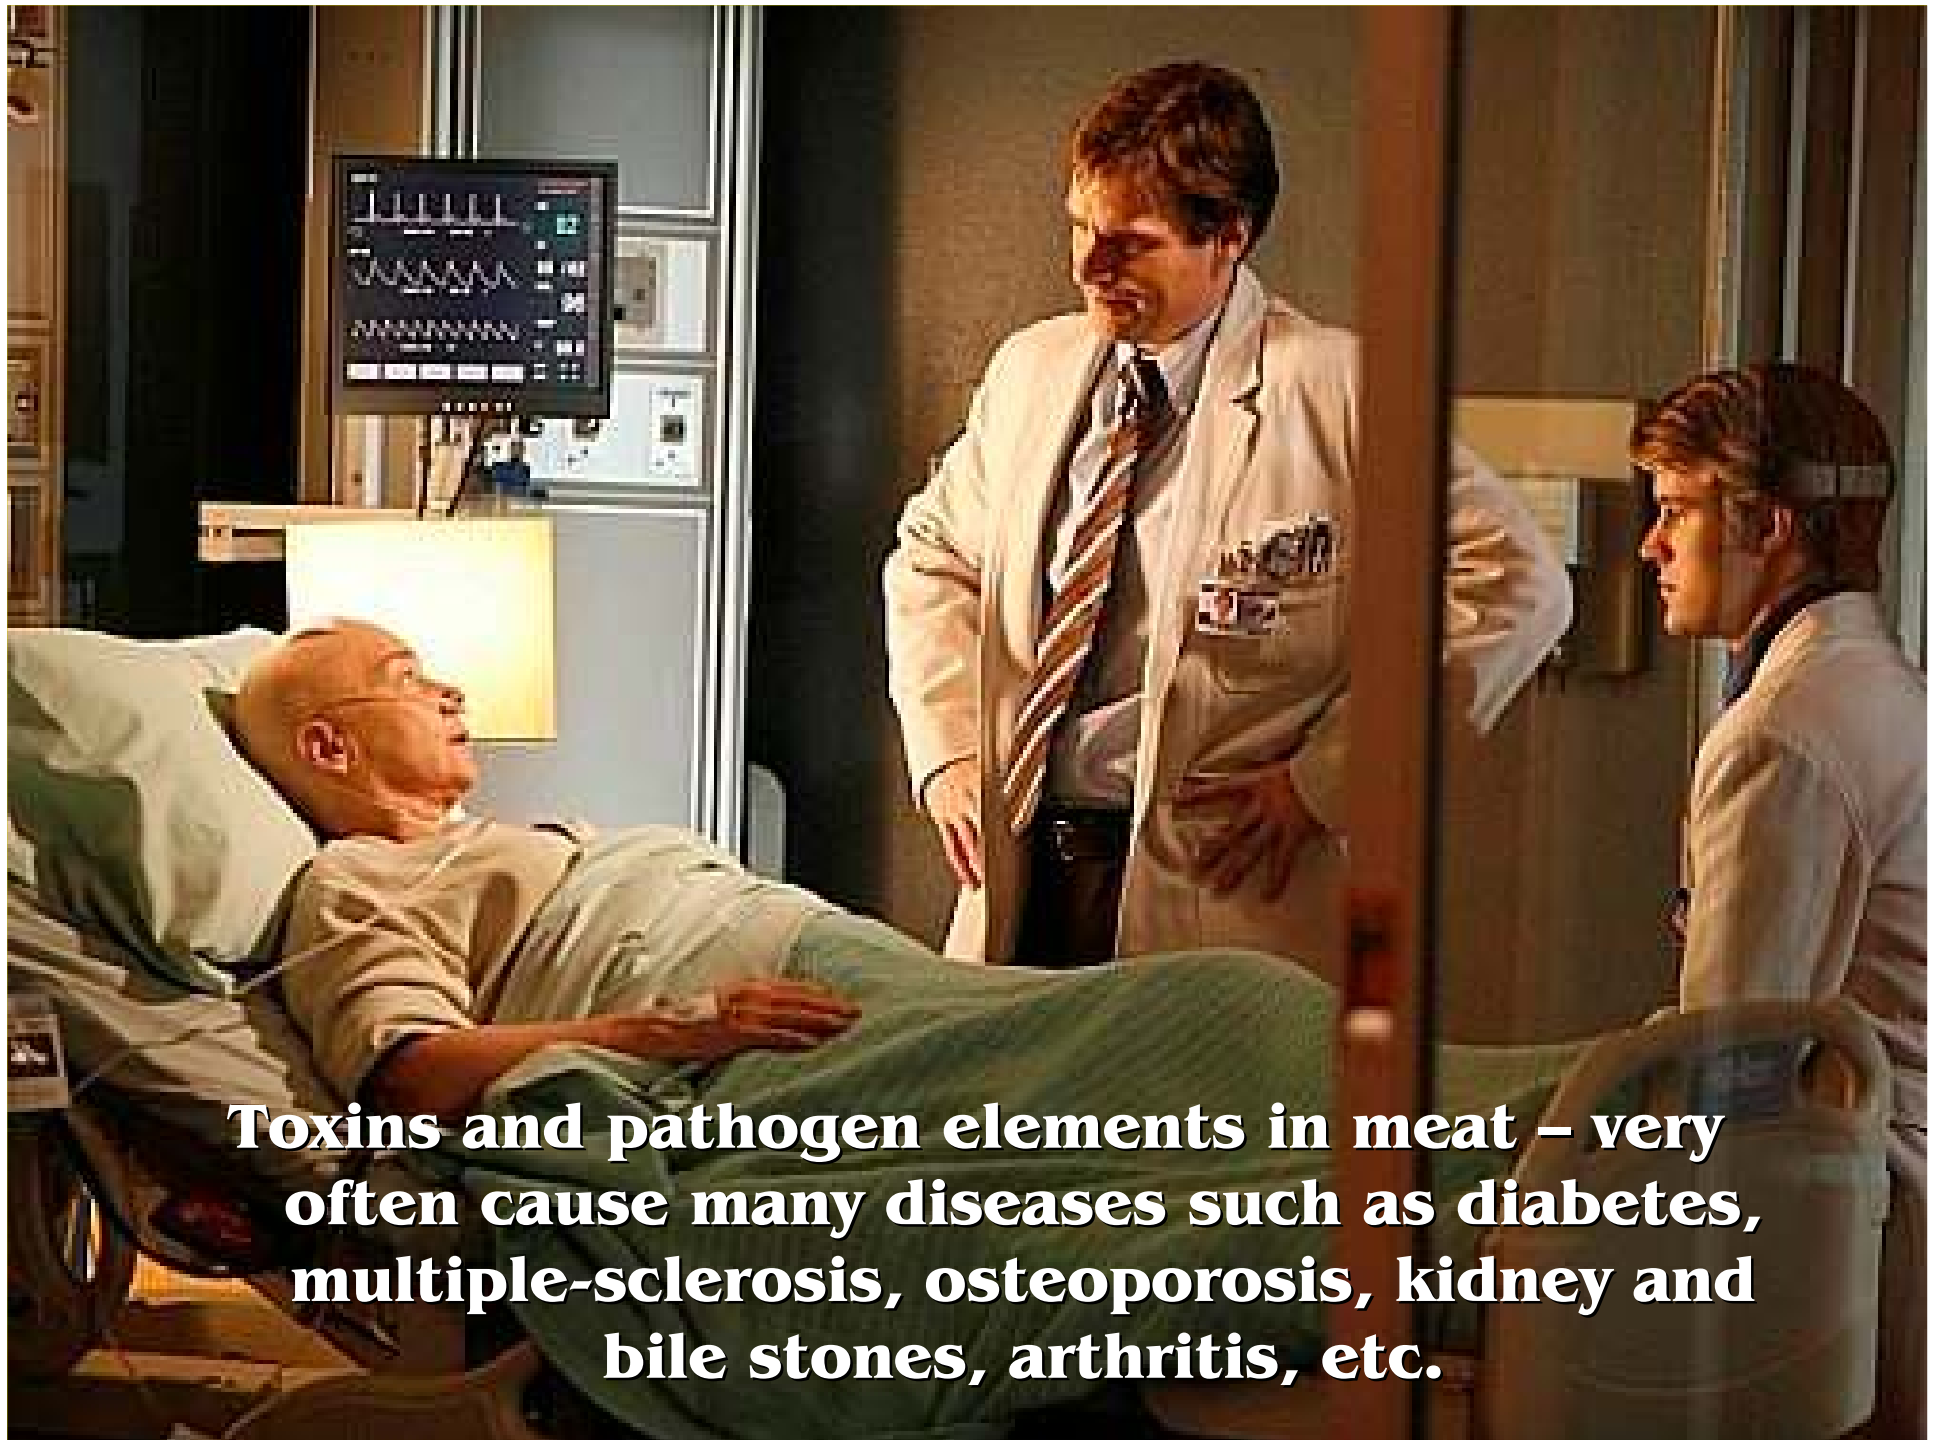 Toxins and pathogen elements in meat – very
often cause many diseases such as diabetes,
multiple-sclerosis, osteoporosis, kidney and
bile stones, arthritis, etc.